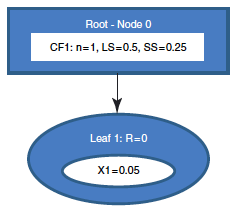 Root - Node 0
CF1: n=1, LS=0.5, SS=0.25
Leaf 1: R=0
X1=0.05